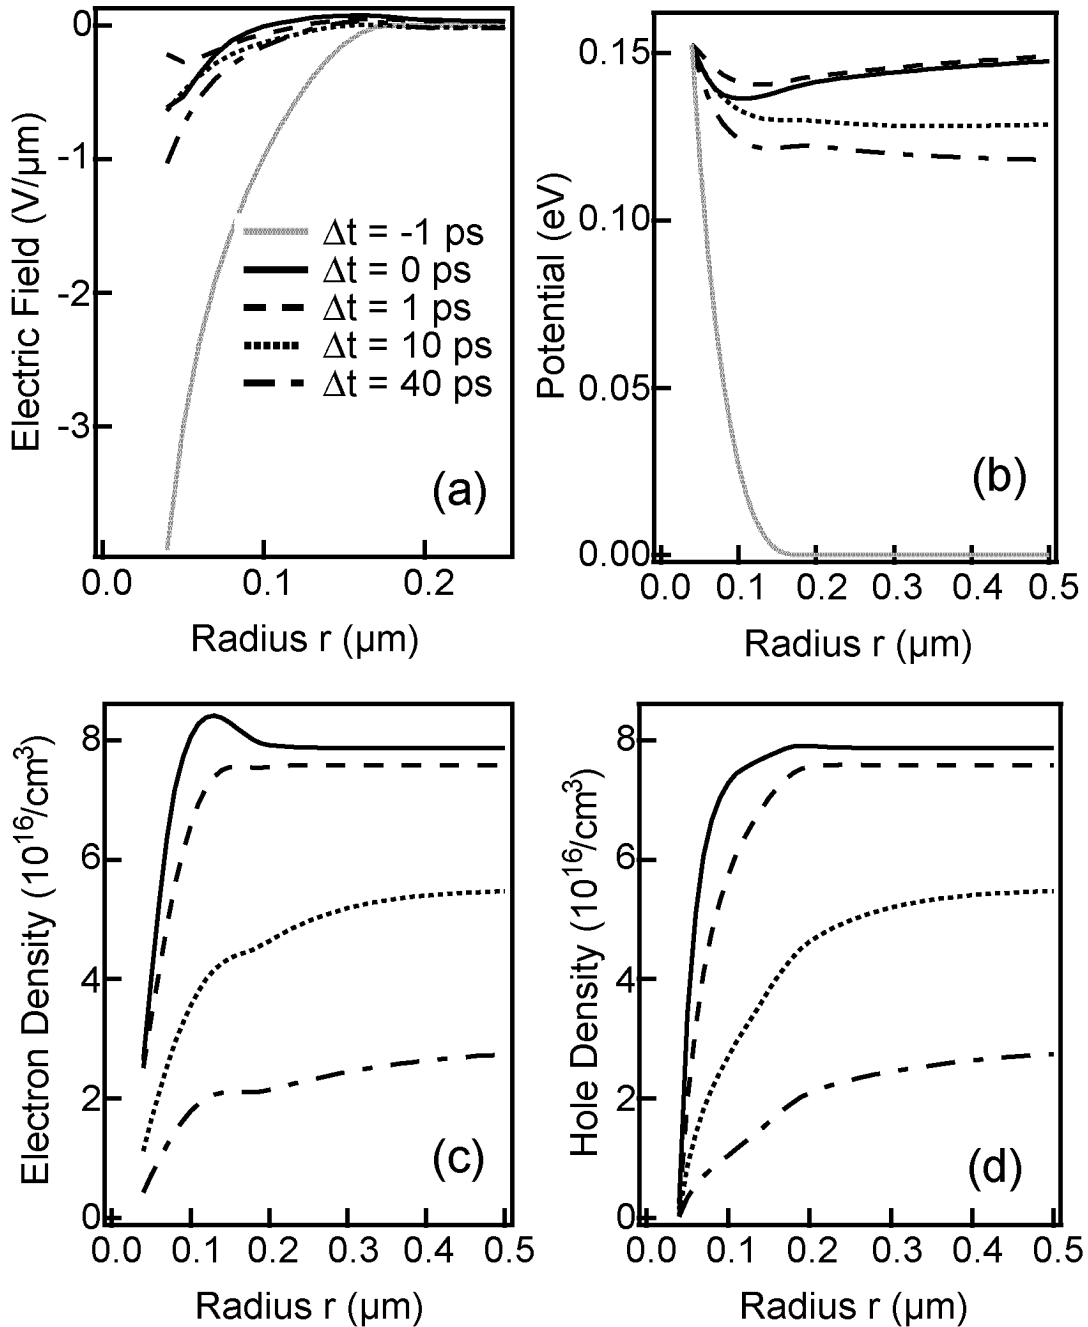 0
-1
-2
-3
Electric Field (V/µm)
Δt = -1 ps
Δt = 0 ps
Δt = 1 ps
Δt = 10 ps
Δt = 40 ps
(a)
0.0 0.1 0.2
Radius r (µm)
0.15
0.10
0.05
0.00
Potential (eV)
(b)
0.0 0.1 0.2 0.3 0.4 0.5
Radius r (µm)
8
6
4
2
0
Electron Density (10¹⁶/cm³)
(c)
0.0 0.1 0.2 0.3 0.4 0.5
Radius r (µm)
8
6
4
2
0
Hole Density (10¹⁶/cm³)
(d)
0.0 0.1 0.2 0.3 0.4 0.5
Radius r (µm)